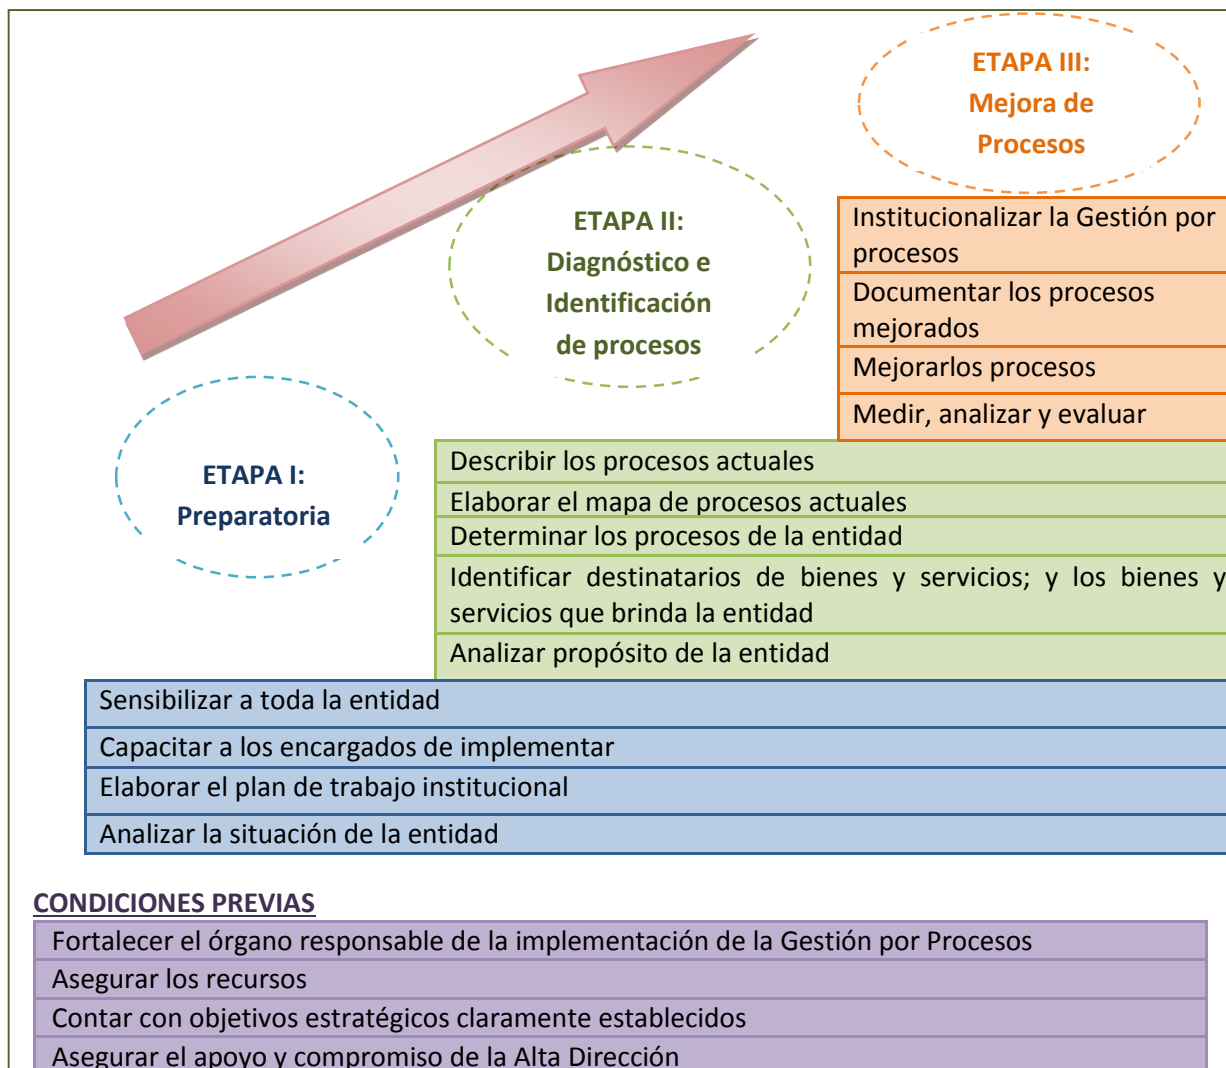 ETAPA III:
Mejora de
Procesos
ETAPA II:
Diagnóstico e
Identificación
de procesos
ETAPA I:
Preparatoria
Institucionalizar la Gestión por
procesos
Documentar los procesos
mejorados
Mejorarlos procesos
Medir, analizar y evaluar
Describir los procesos actuales
Elaborar el mapa de procesos actuales
Determinar los procesos de la entidad
Identificar destinatarios de bienes y servicios; y los bienes y
servicios que brinda la entidad
Analizar propósito de la entidad
Sensibilizar a toda la entidad
Capacitar a los encargados de implementar
Elaborar el plan de trabajo institucional
Analizar la situación de la entidad
CONDICIONES PREVIAS
Fortalecer el órgano responsable de la implementación de la Gestión por Procesos
Asegurar los recursos
Contar con objetivos estratégicos claramente establecidos
Asegurar el apoyo y compromiso de la Alta Dirección